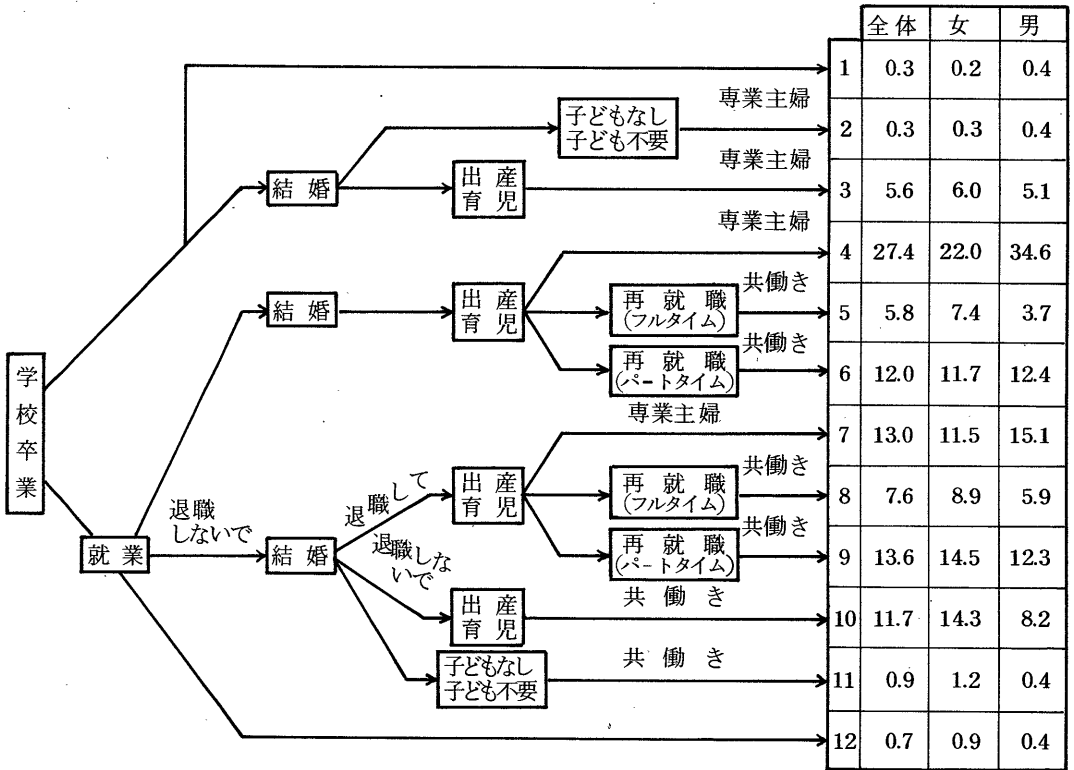 全体 女 男
1 0.3 0.2 0.4
専業主婦
子どもなし
子ども不要
2 0.3 0.3 0.4
専業主婦
結婚
出産
育児
3 5.6 6.0 5.1
専業主婦
4 27.4 22.0 34.6
共働き
結婚
出産
育児
再就職
(フルタイム)
5 5.8 7.4 3.7
共働き
再就職
(パートタイム)
6 12.0 11.7 12.4
学校卒業
専業主婦
7 13.0 11.5 15.1
共働き
退職して
出産
育児
再就職
(フルタイム)
8 7.6 8.9 5.9
共働き
退職
しないで
就業
結婚
退職しな
いで
再就職
(パートタイム)
9 13.6 14.5 12.3
共働き
出産
育児
10 11.7 14.3 8.2
共働き
子どもなし
子ども不要
11 0.9 1.2 0.4
12 0.7 0.9 0.4